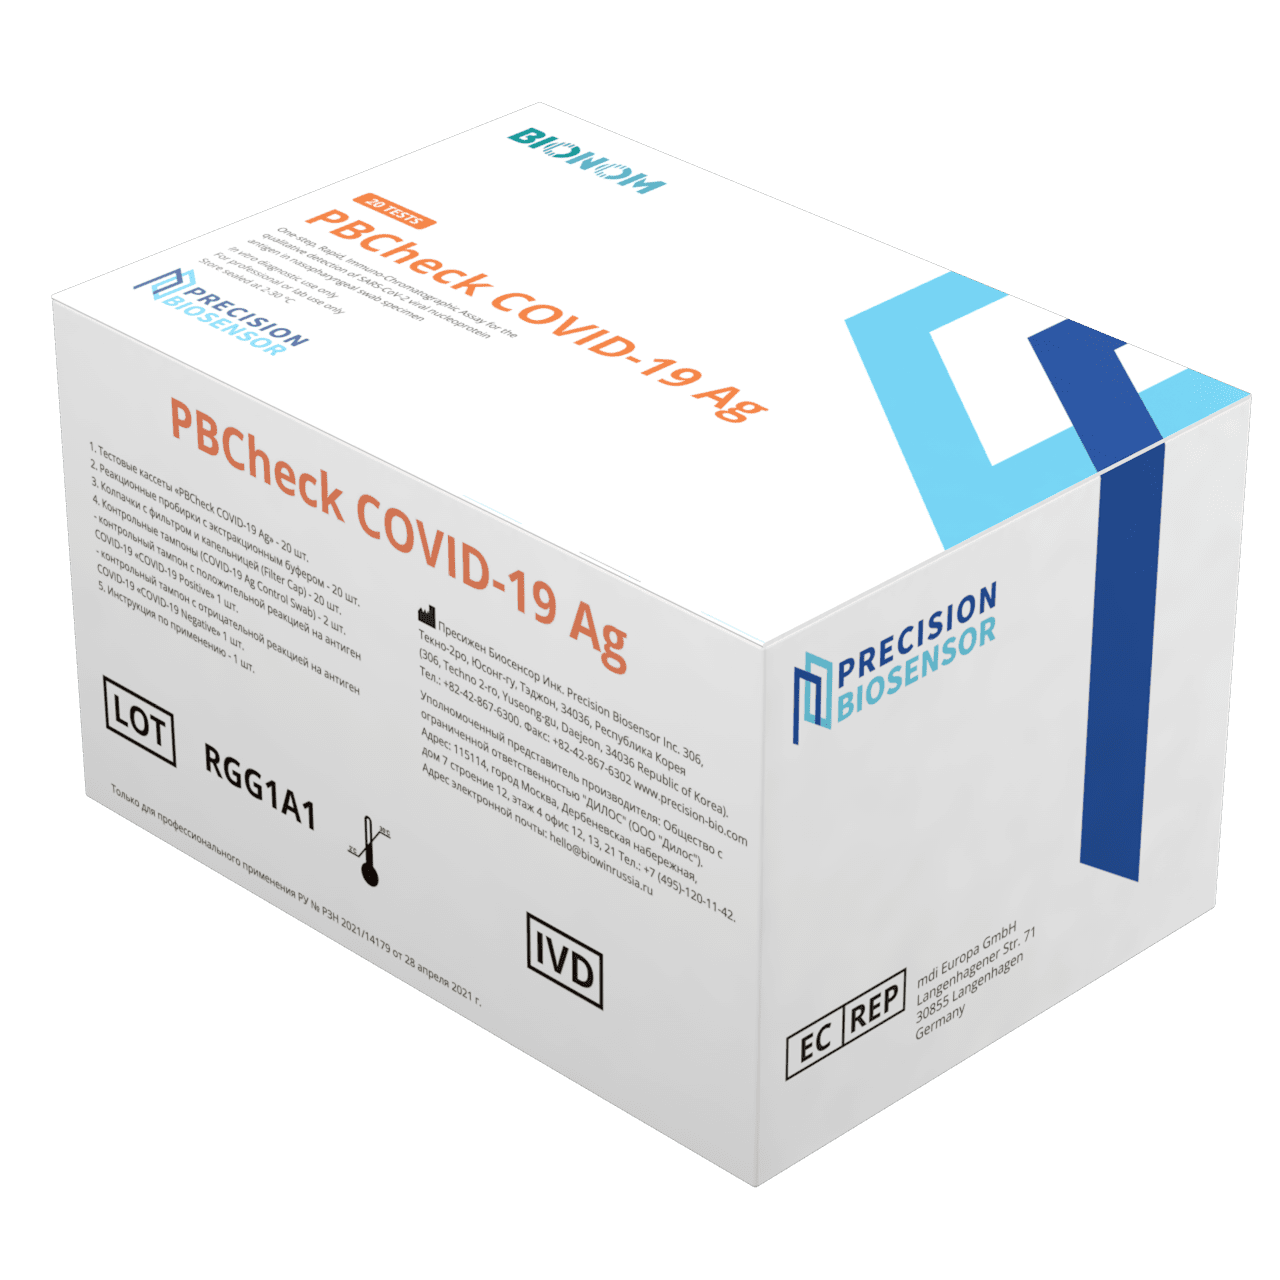 BIONOM
20 TESTS
PBCheck COVID-19 Ag
One-step, Rapid, Immuno-Chromatographic Assay for the
qualitative detection of SARS-CoV-2 viral nucleoprotein
antigen in nasopharyngeal swab specimen
In vitro diagnostic use only
For professional or lab use only
Store sealed at 2-30 °C
PRECISION
BIOSENSOR
PBCheck COVID-19 Ag
1. Тестовые кассеты «PBCheck COVID-19 Ag» - 20 шт.
2. Реакционные пробирки с экстракционным буфером - 20 шт.
3. Колпачки с фильтром и капельницей (Filter Cap) - 20 шт.
4. Контрольные тампоны (COVID-19 Ag Control Swab) - 2 шт.
- контрольный тампон с положительной реакцией на антиген
COVID-19 «COVID-19 Positive» 1 шт.
- контрольный тампон с отрицательной реакцией на антиген
COVID-19 «COVID-19 Negative» 1 шт.
5. Инструкция по применению - 1 шт.
LOT
RGG1A1
Только для профессионального применения РУ № РЗН 2021/14179 от 28 апреля 2021 г.
Пресижен Биосенсор Инк. Precision Biosensor Inc. 306,
Текно-2ро, Юсонг-гу, Тэджон, 34036, Республика Корея
(306, Techno 2-ro, Yuseong-gu, Daejeon, 34036 Republic of Korea).
Тел.: +82-42-867-6300. Факс: +82-42-867-6302 www.precision-bio.com
Уполномоченный представитель производителя: Общество с
ограниченной ответственностью "ДИЛОС" (ООО "Дилос").
Адрес: 115114, город Москва, Дербеневская набережная,
дом 7 строение 12, этаж 4 офис 12, 13, 21 Тел.: +7 (495)-120-11-42.
Адрес электронной почты: hello@biowinrussia.ru
IVD
PRECISION
BIOSENSOR
EC REP
mdi Europa GmbH
Langenhagener Str. 71
30855 Langenhagen
Germany